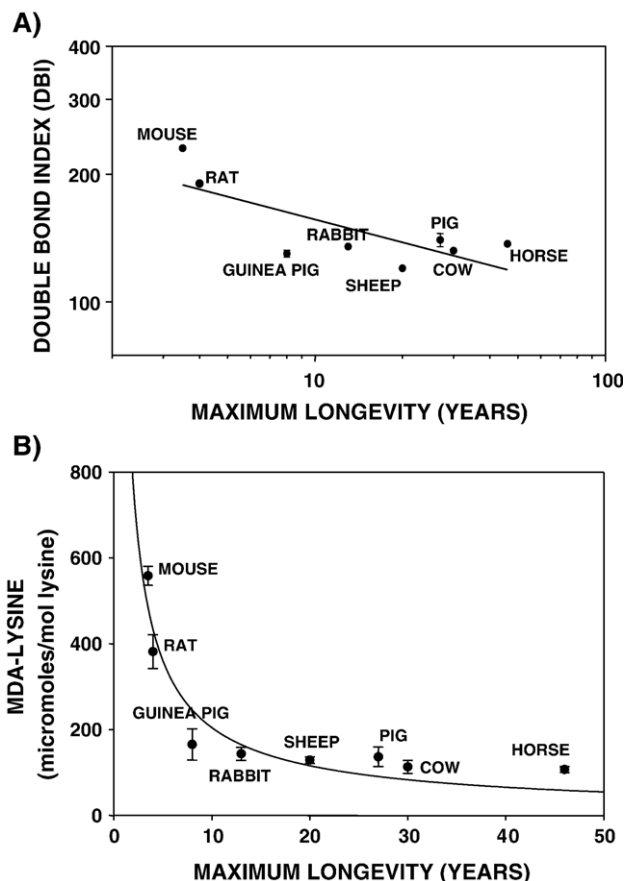 A)
400
300
200
100
DOUBLE BOND INDEX (DBI)
MOUSE
RAT
GUINEA PIG
RABBIT
SHEEP
PIG
COW
HORSE
10
100
MAXIMUM LONGEVITY (YEARS)
B)
800
600
400
200
0
MDA-LYSINE
(micromoles/mol lysine)
MOUSE
RAT
GUINEA PIG
RABBIT
SHEEP
PIG
COW
HORSE
0
10
20
30
40
50
MAXIMUM LONGEVITY (YEARS)